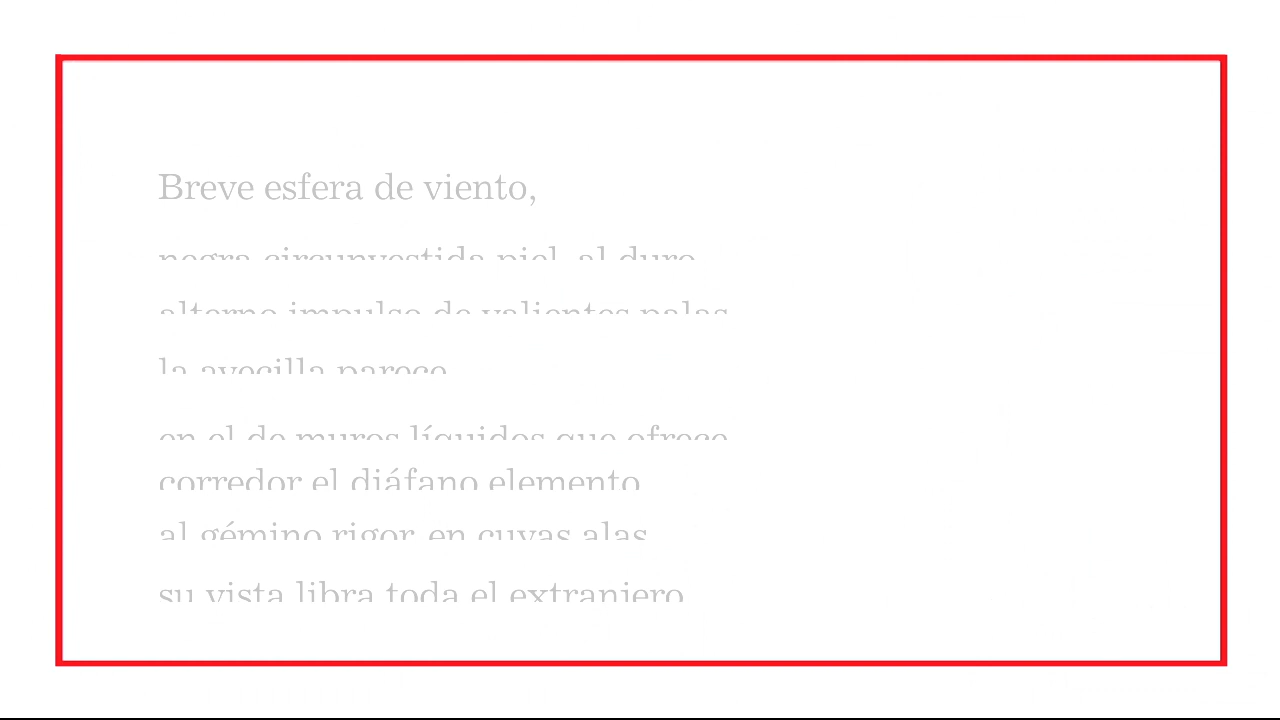 Breve esfera de viento,
negra circunvestida piel, al duro
alterno impulso de valientes palas
la avecilla parece
en el de muros líquidos que ofrece
corredor el diáfano elemento
al gémino rigor, en cuyas alas
su vista libra toda el extranjero